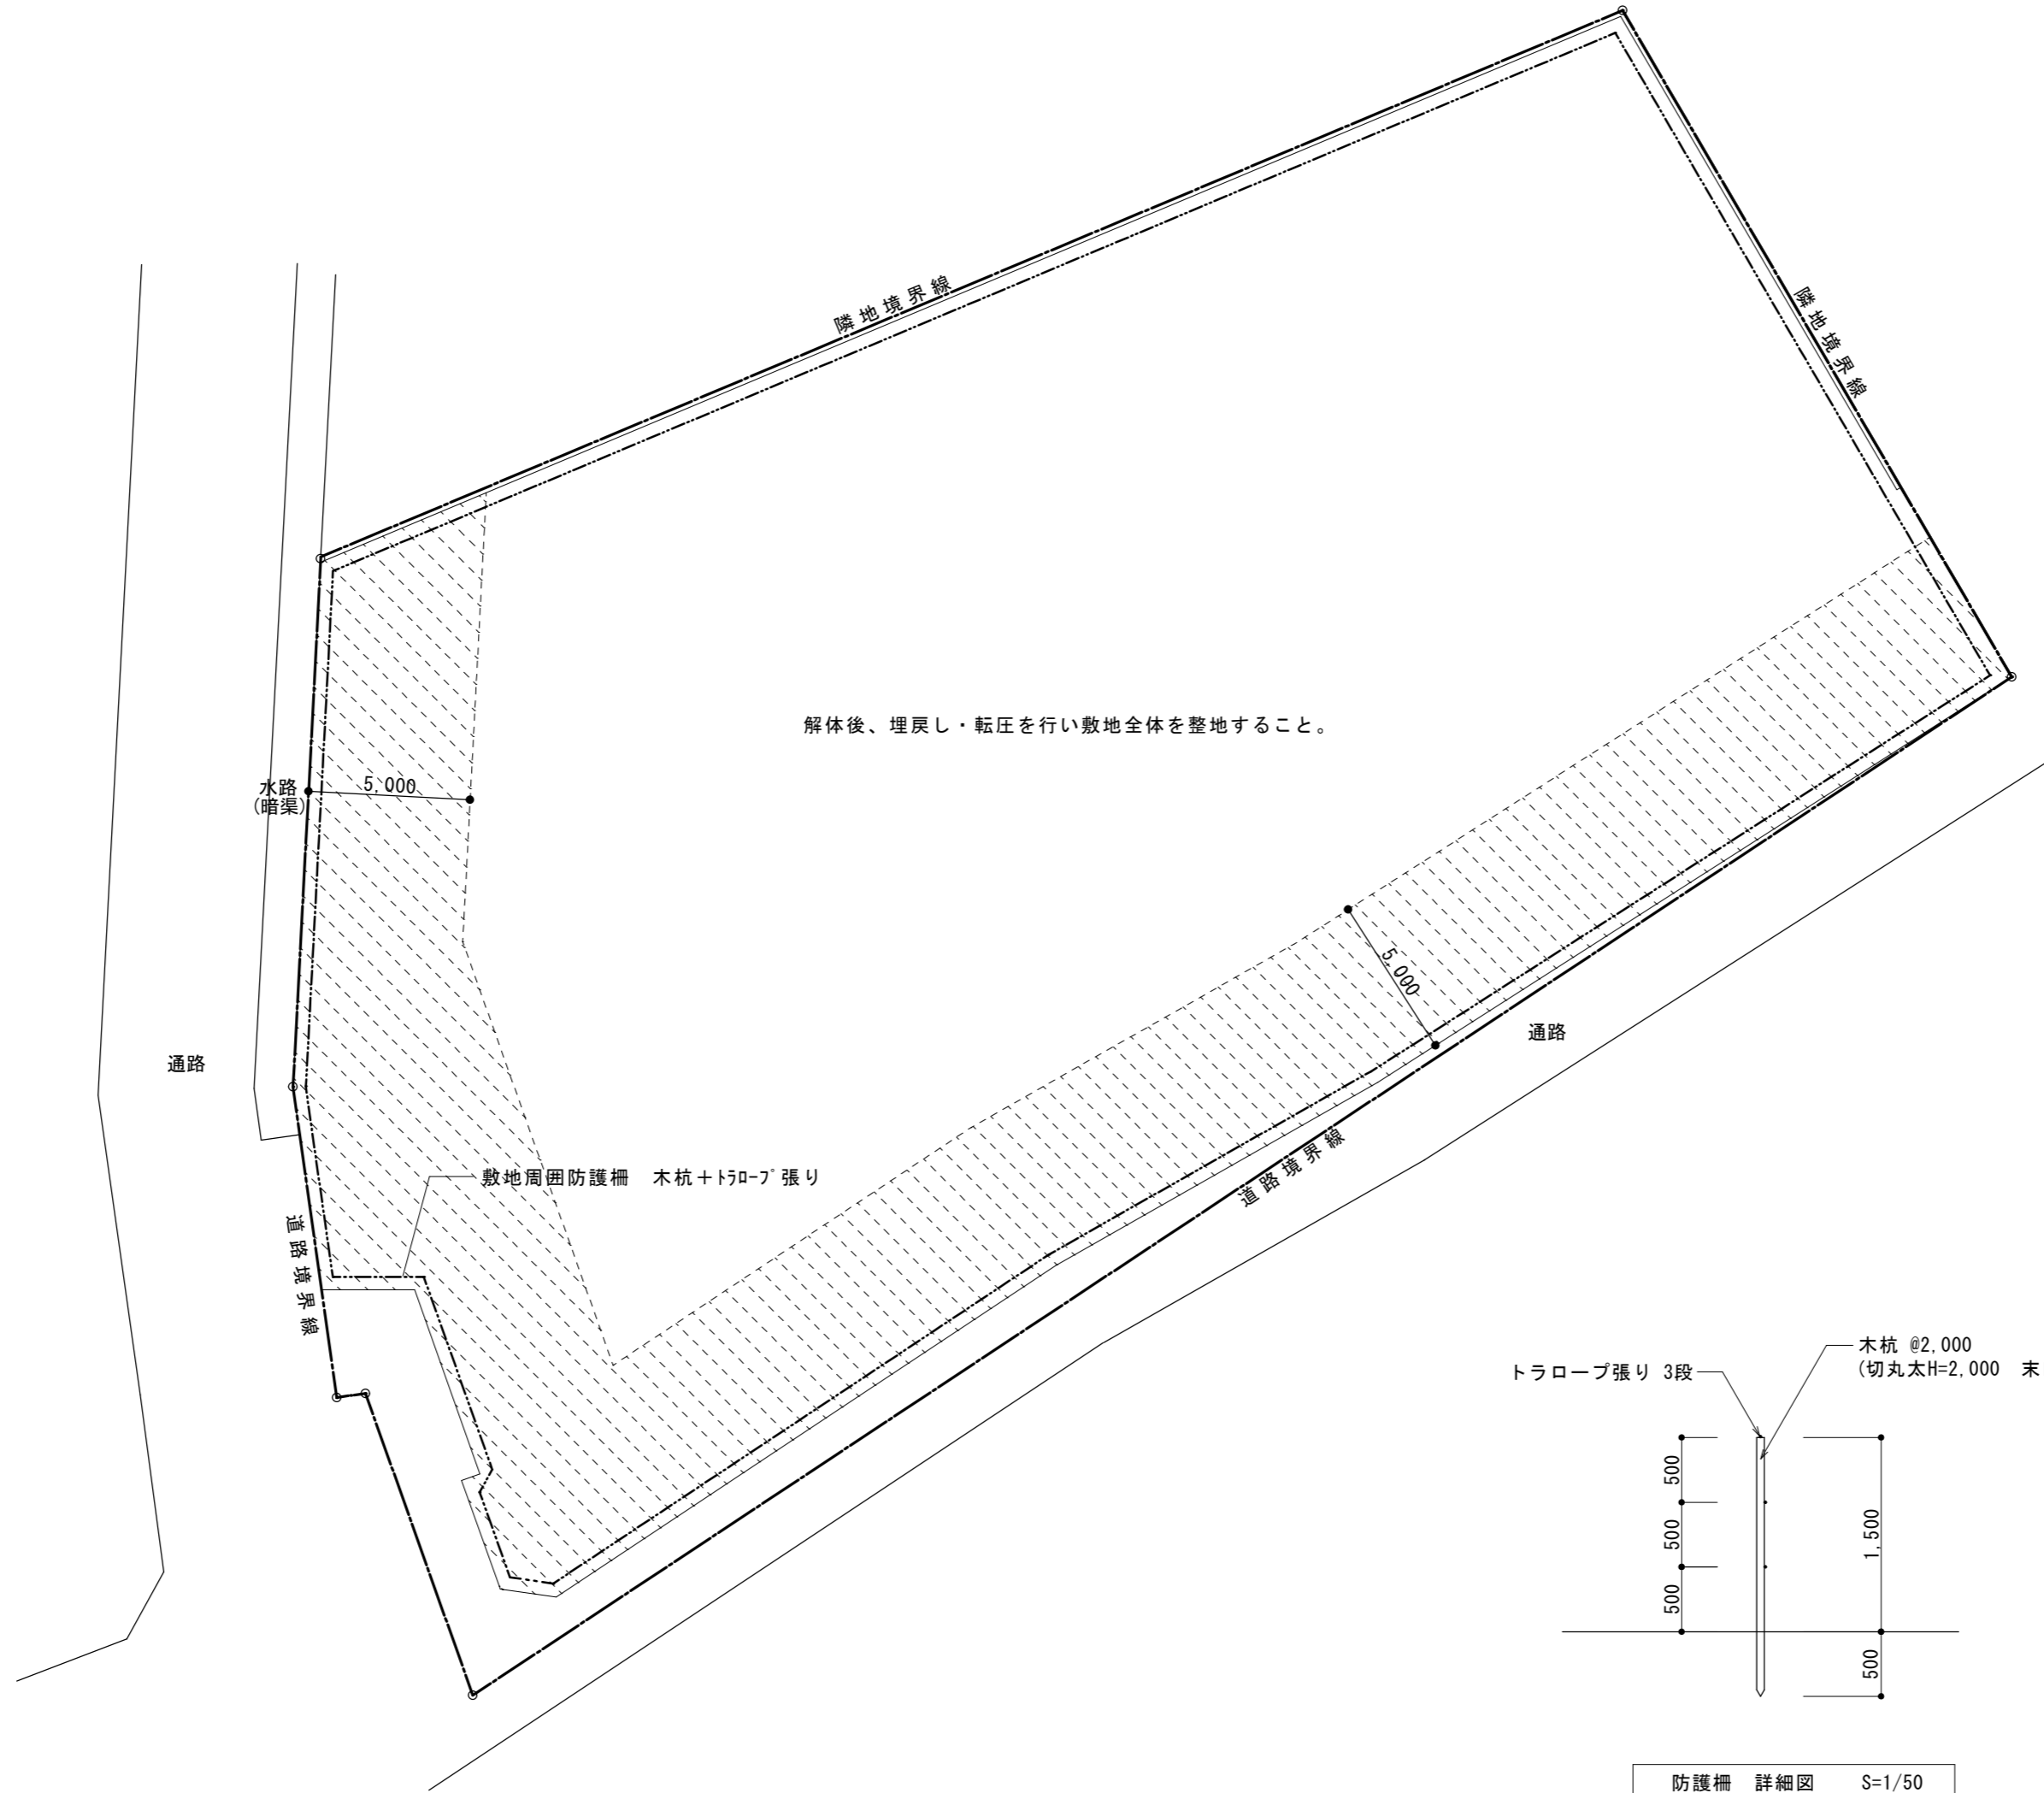 隣地境界線
隣地境界線
解体後、埋戻し・転圧を行い敷地全体を整地すること。
水路
(暗渠)
5,000
5,000
通路
通路
道路境界線
敷地周囲防護柵　木杭+ﾄﾗﾛｰﾌﾟ張り
道路境界線
木杭 @2,000
(切丸太H=2,000　末
トラロープ張り 3段
500
500
500
1,500
500
防護柵　詳細図　　S=1/50